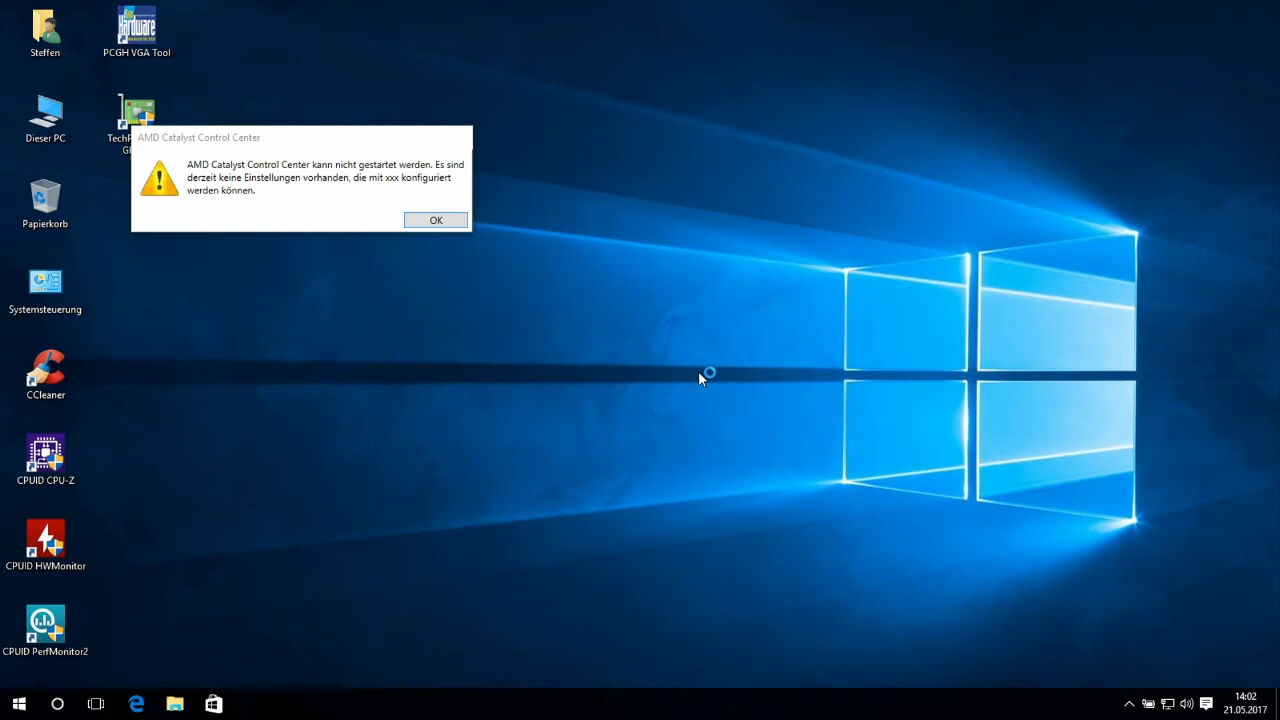 Steffen
PCGH VGA Tool
Hardware
Dieser PC
AMD Catalyst Control Center
AMD Catalyst Control Center kann nicht gestartet werden. Es sind
derzeit keine Einstellungen vorhanden, die mit xxx konfiguriert
werden können.
OK
Papierkorb
Systemsteuerung
CCleaner
CPUID CPU-Z
CPUID HWMonitor
CPUID PerfMonitor2
14:02
21.05.2017